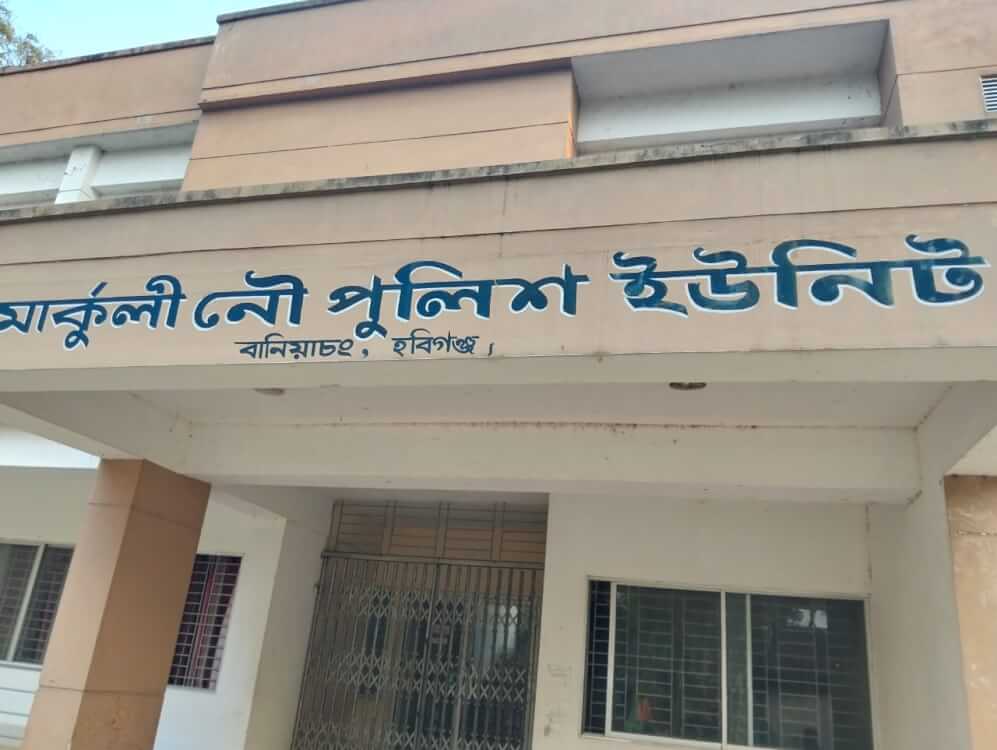 মার্কুলী নৌ পুলিশ ইউনিট
বানিয়াচং, হবিগঞ্জ,